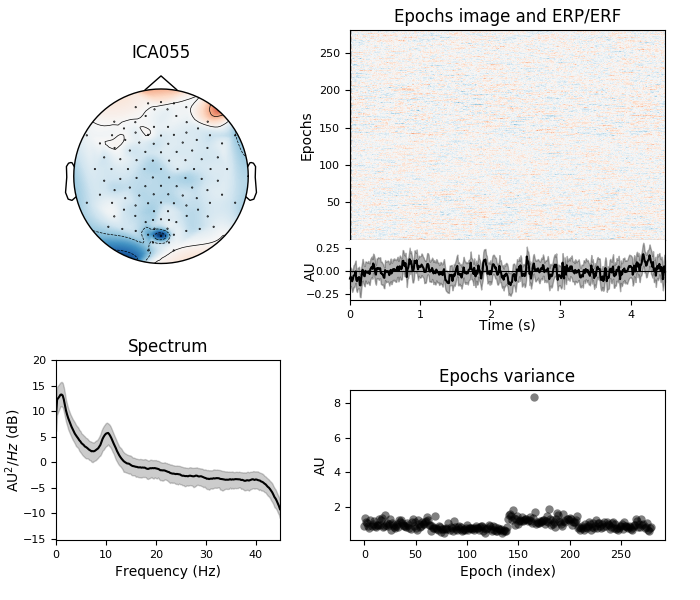 ICA055
Epochs image and ERP/ERF
Epochs
250
200
150
100
50
AU
0.25
0.00
−0.25
0 1 2 3 4
Time (s)
Spectrum
AU²/Hz (dB)
20
15
10
5
0
−5
−10
−15
0 10 20 30 40
Frequency (Hz)
Epochs variance
AU
8
6
4
2
0 50 100 150 200 250
Epoch (index)